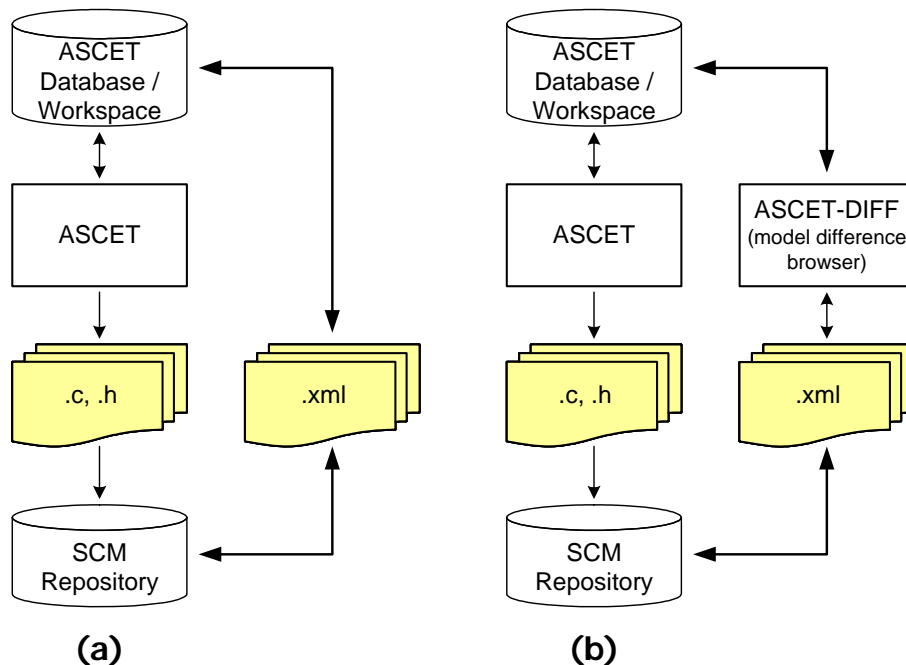 ASCET
Database /
Workspace
ASCET
.c, .h
.xml
SCM
Repository
(a)
ASCET
Database /
Workspace
ASCET
ASCET-DIFF
(model difference
browser)
.c, .h
.xml
SCM
Repository
(b)